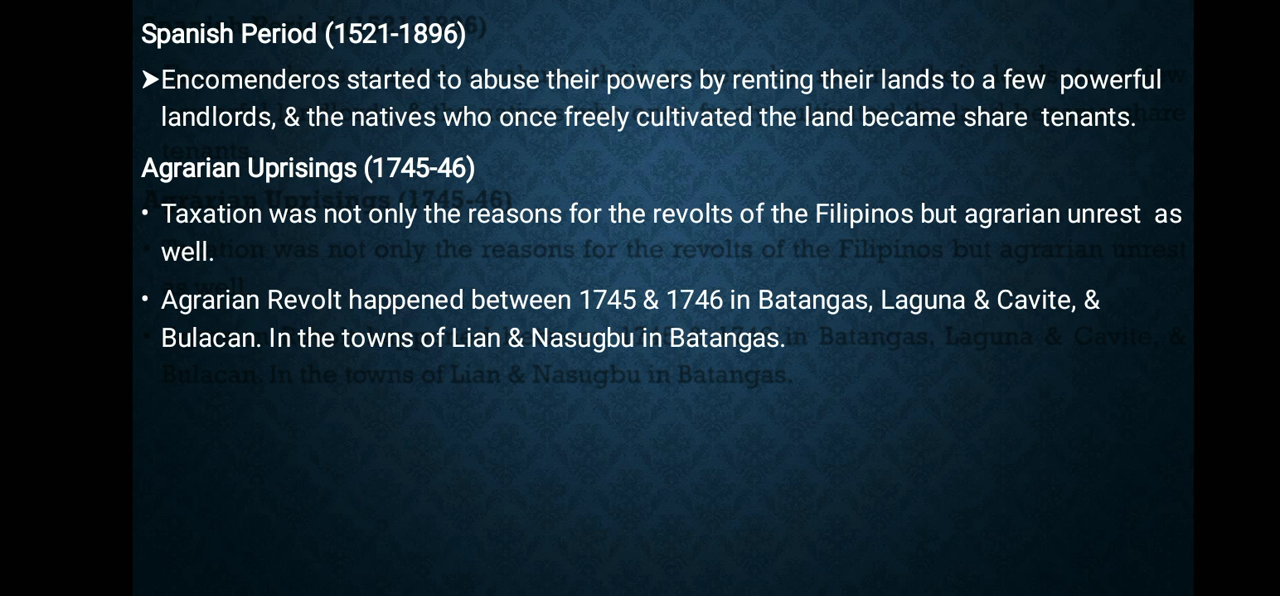 Spanish Period (1521-1896)
➤Encomenderos started to abuse their powers by renting their lands to a few powerful
landlords, & the natives who once freely cultivated the land became share tenants.
Agrarian Uprisings (1745-46)
• Taxation was not only the reasons for the revolts of the Filipinos but agrarian unrest as
well.
• Agrarian Revolt happened between 1745 & 1746 in Batangas, Laguna & Cavite, &
Bulacan. In the towns of Lian & Nasugbu in Batangas.